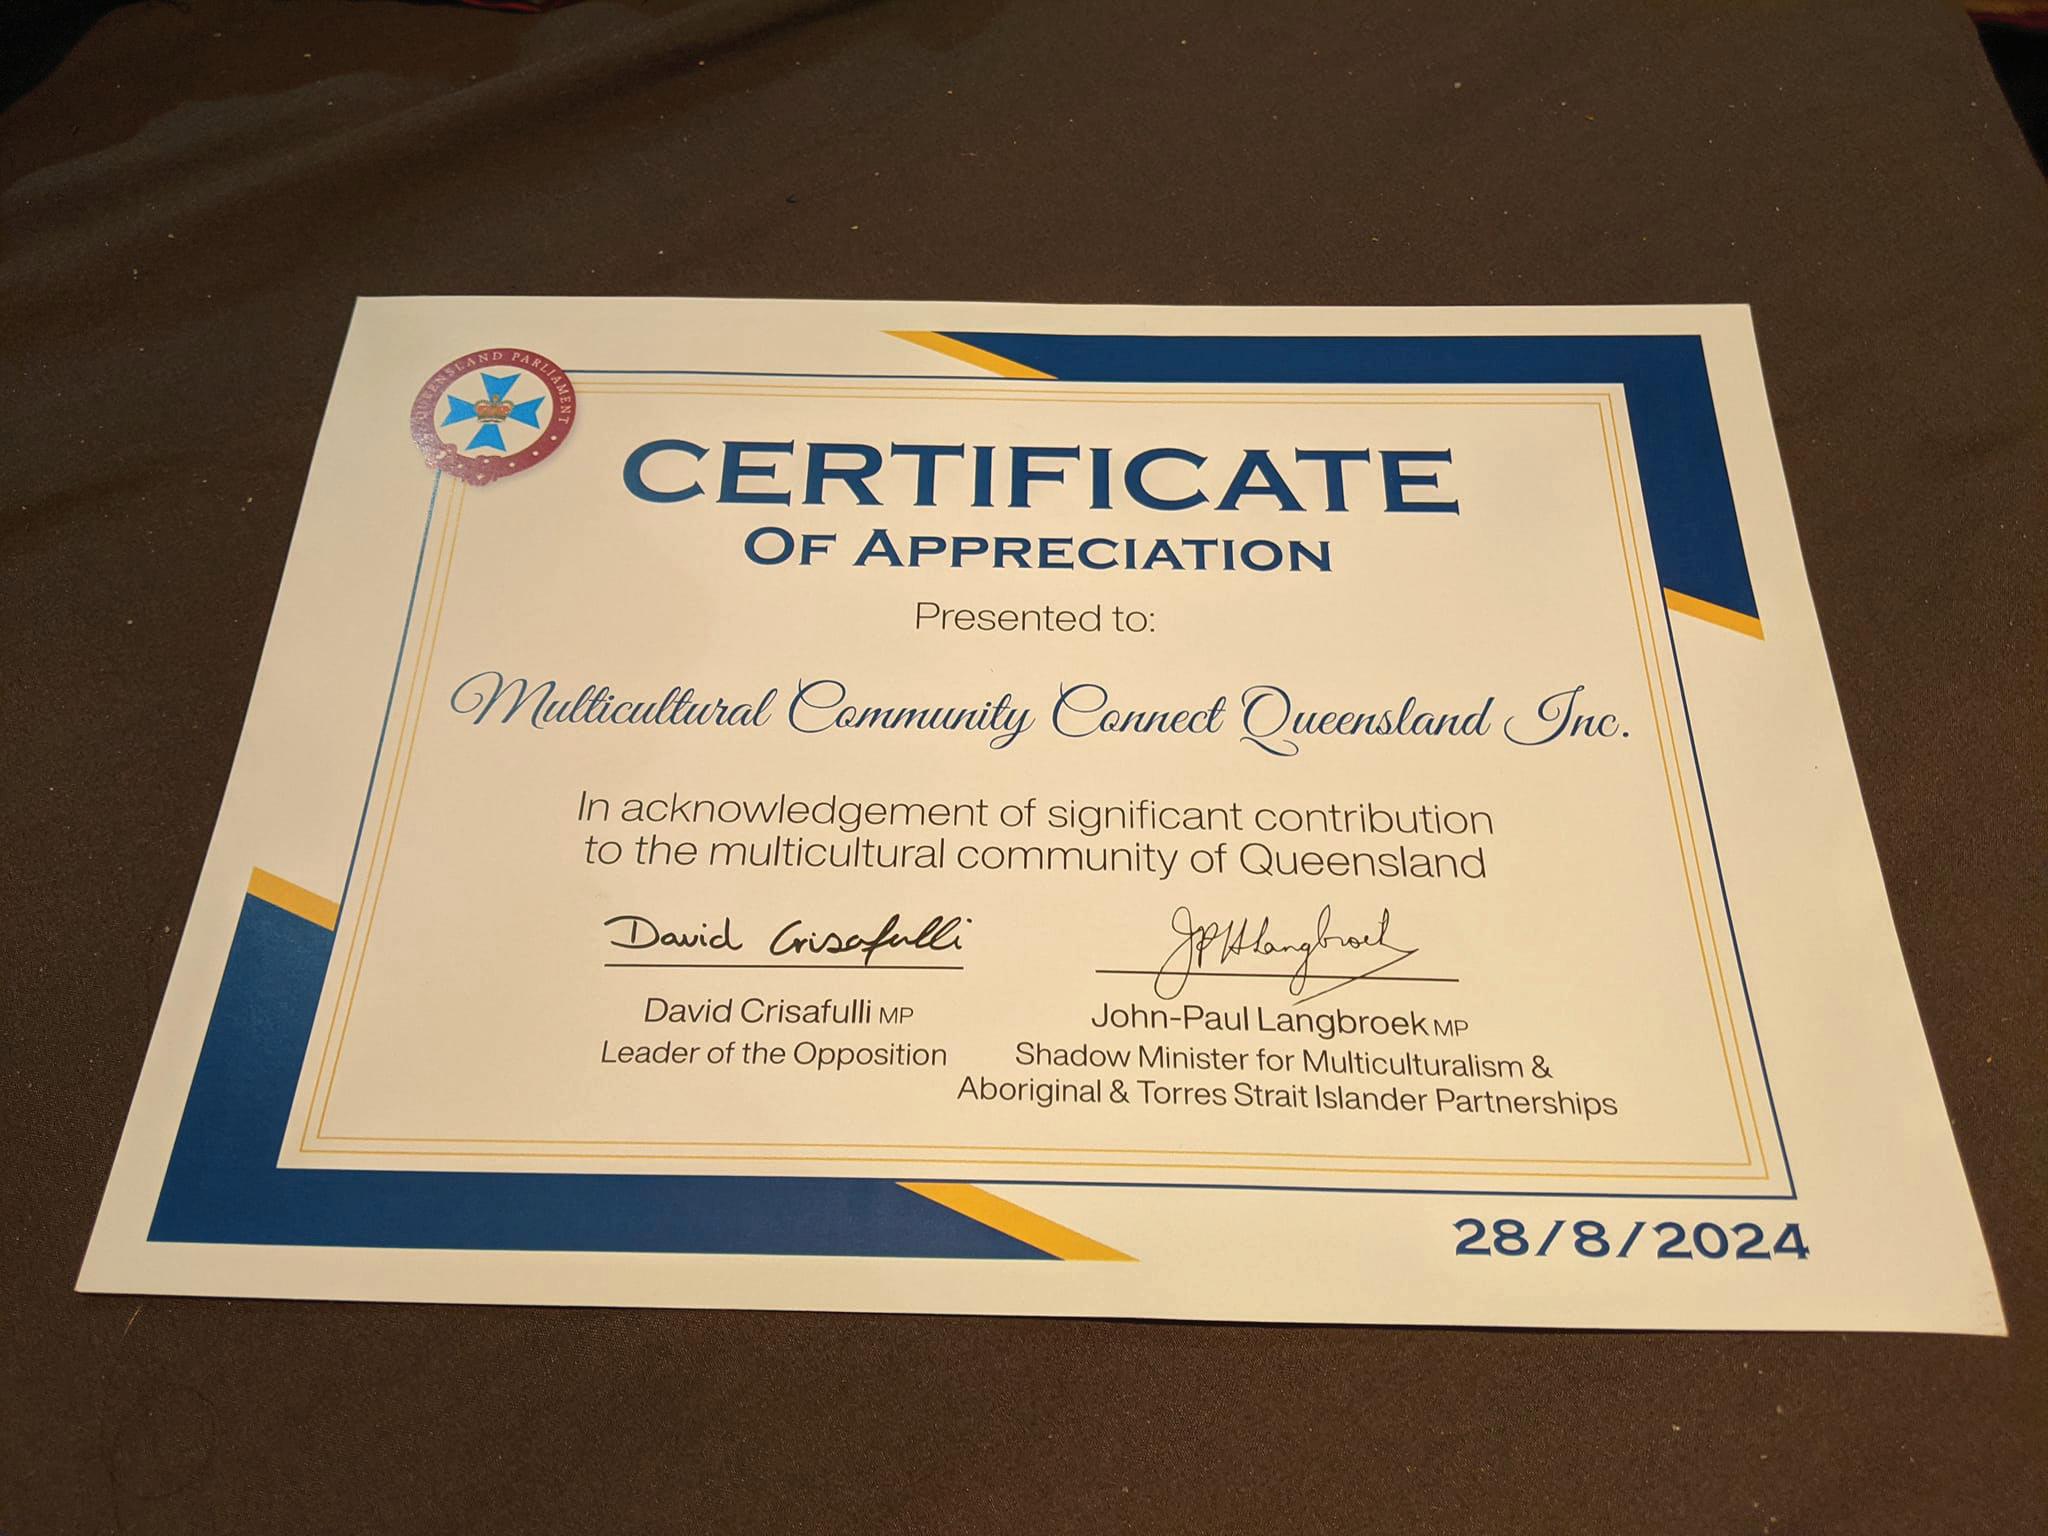 QUEENSLAND PARLIAMENT
CERTIFICATE
OF APPRECIATION
Presented to:
Multicultural Community Connect Queensland Inc.
In acknowledgement of significant contribution
to the multicultural community of Queensland
David Crisafulli
JPH Langbroek
David Crisafulli MP
Leader of the Opposition
John-Paul Langbroek MP
Shadow Minister for Multiculturalism &
Aboriginal & Torres Strait Islander Partnerships
28/8/2024